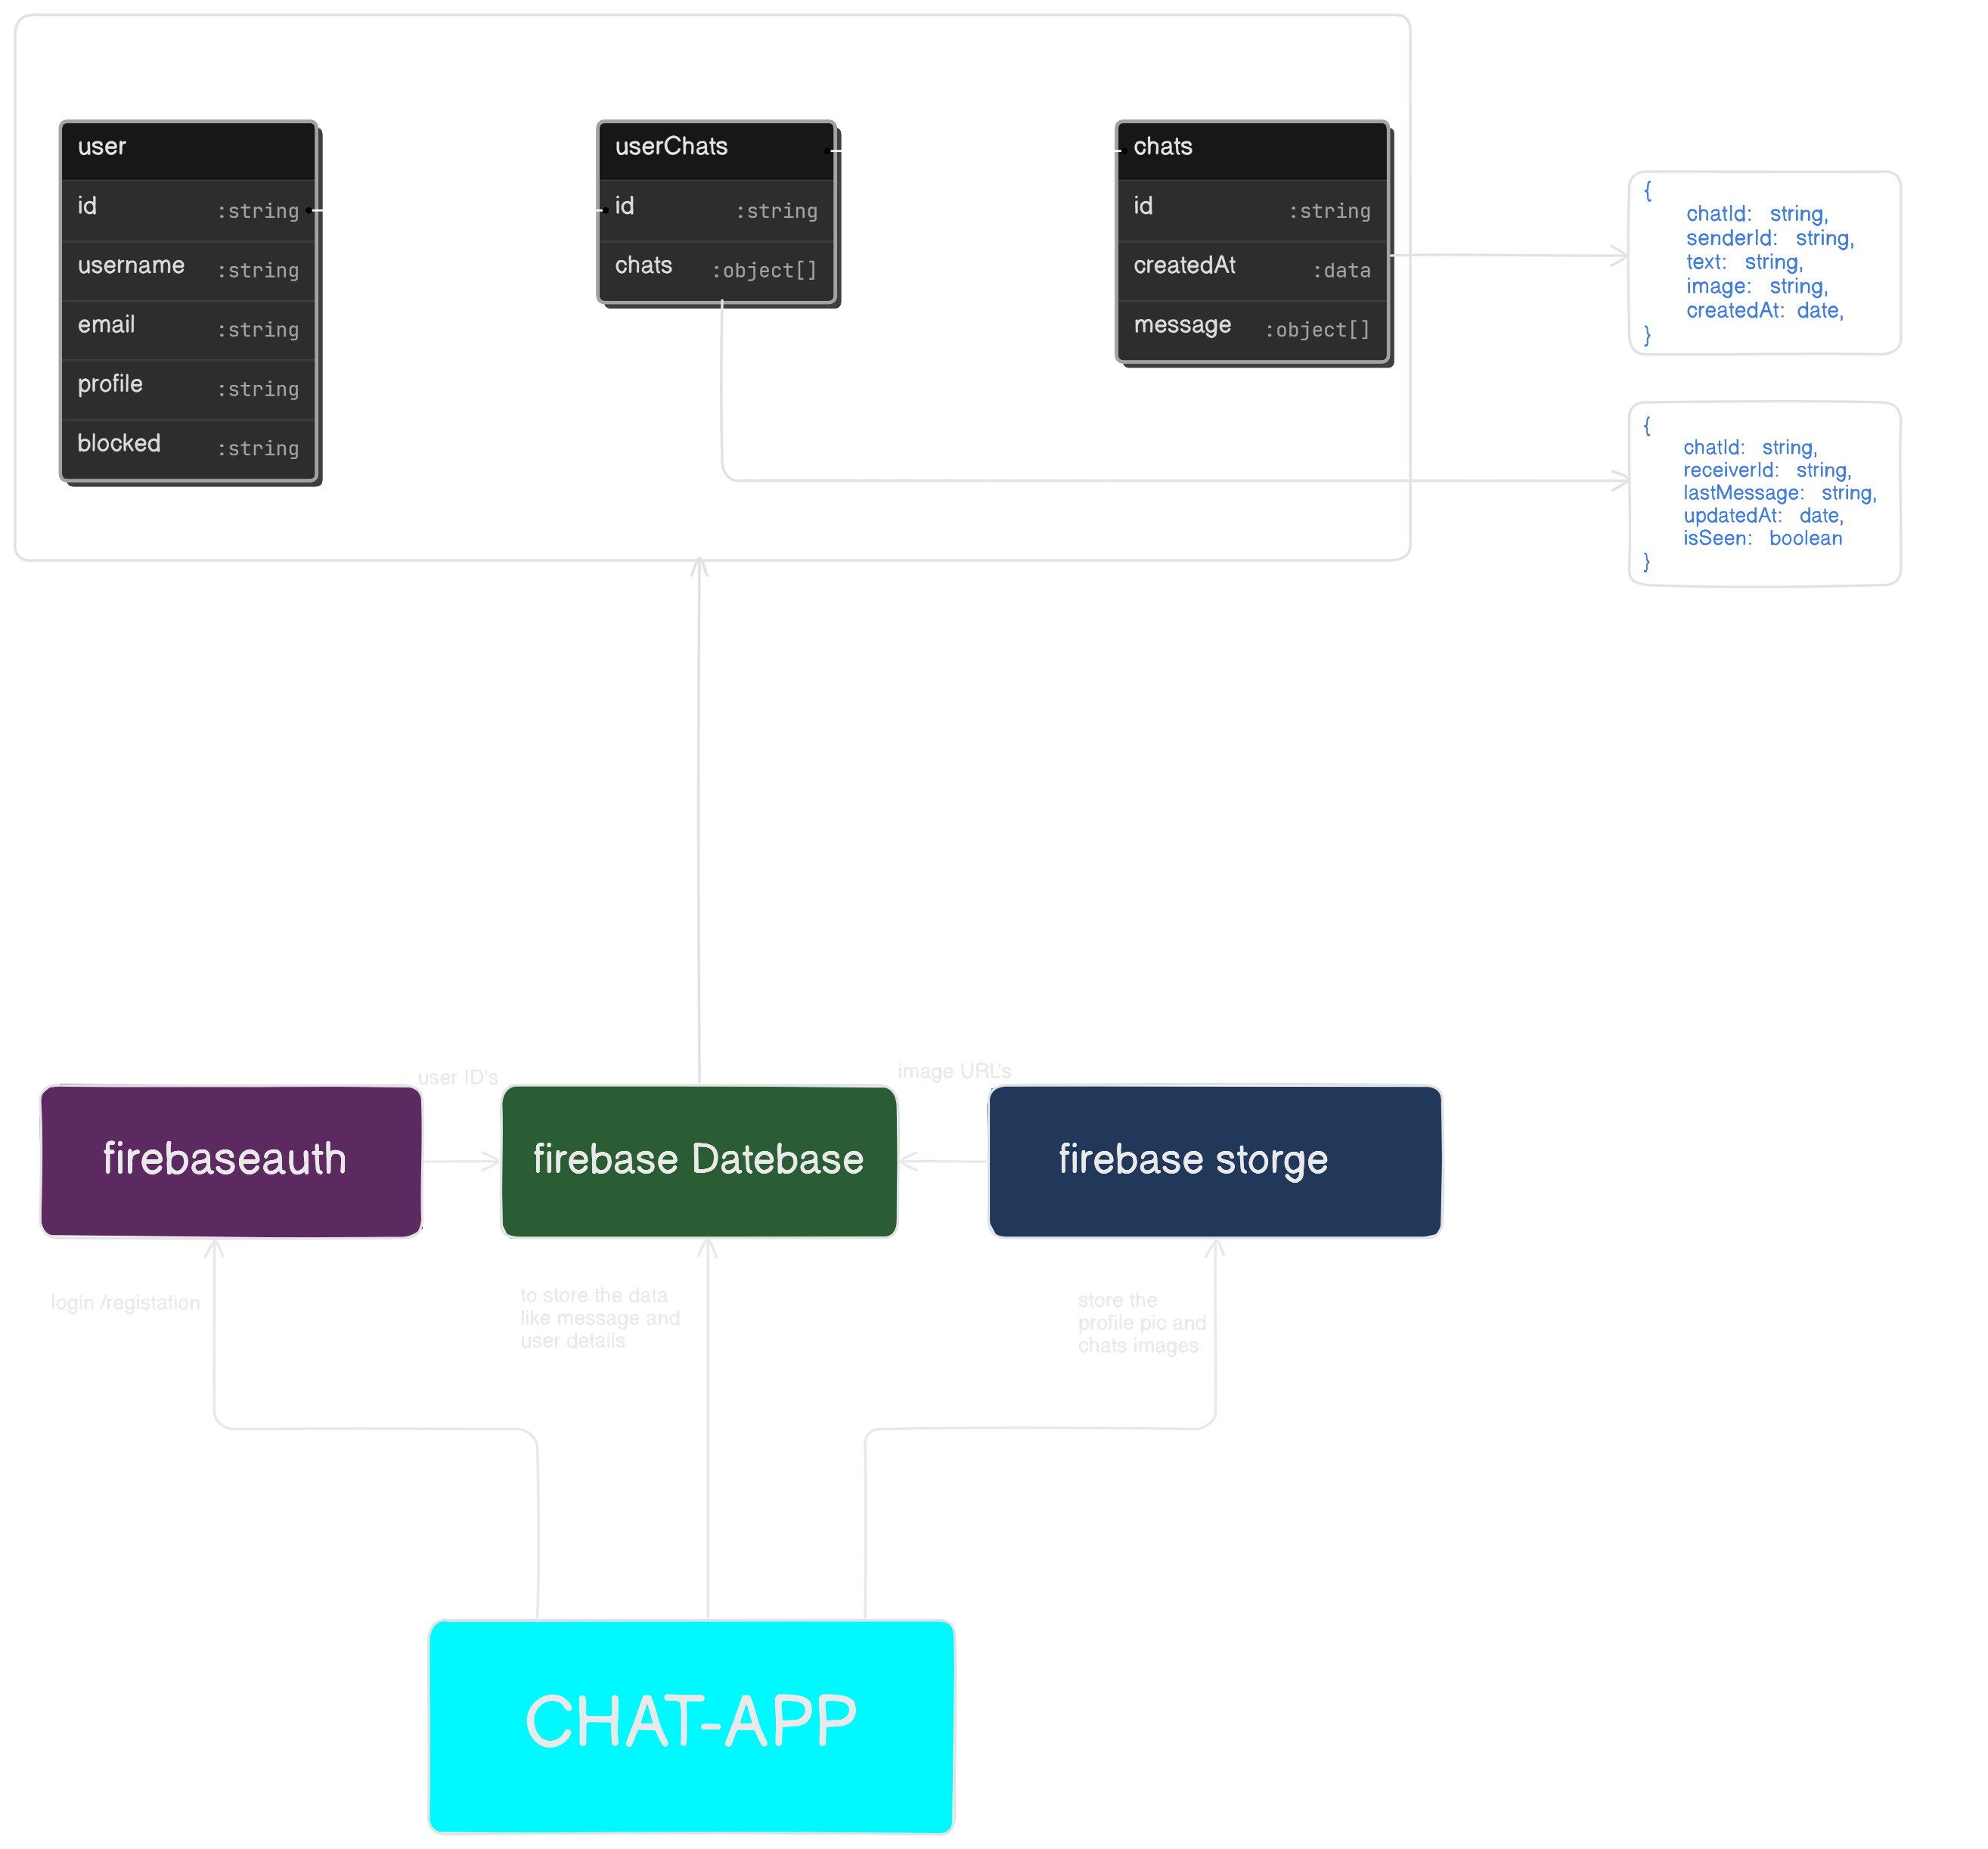 user
id :string
username :string
email :string
profile :string
blocked :string
userChats
id :string
chats :object[]
chats
id :string
createdAt :data
message :object[]
{
chatId: string,
senderId: string,
text: string,
image: string,
createdAt: date,
}
{
chatId: string,
receiverId: string,
lastMessage: string,
updatedAt: date,
isSeen: boolean
}
user ID's
image URL's
firebaseauth
firebase Datebase
firebase storge
login /registation
to store the data
like message and
user details
store the
profile pic and
chats images
CHAT-APP